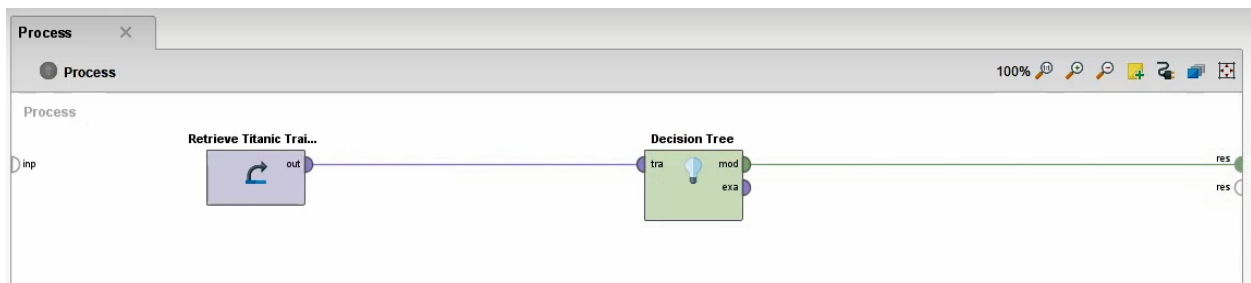 Process
Process
100%
Process
Retrieve Titanic Trai...
Decision Tree
inp
out
tra
mod
res
exa
res